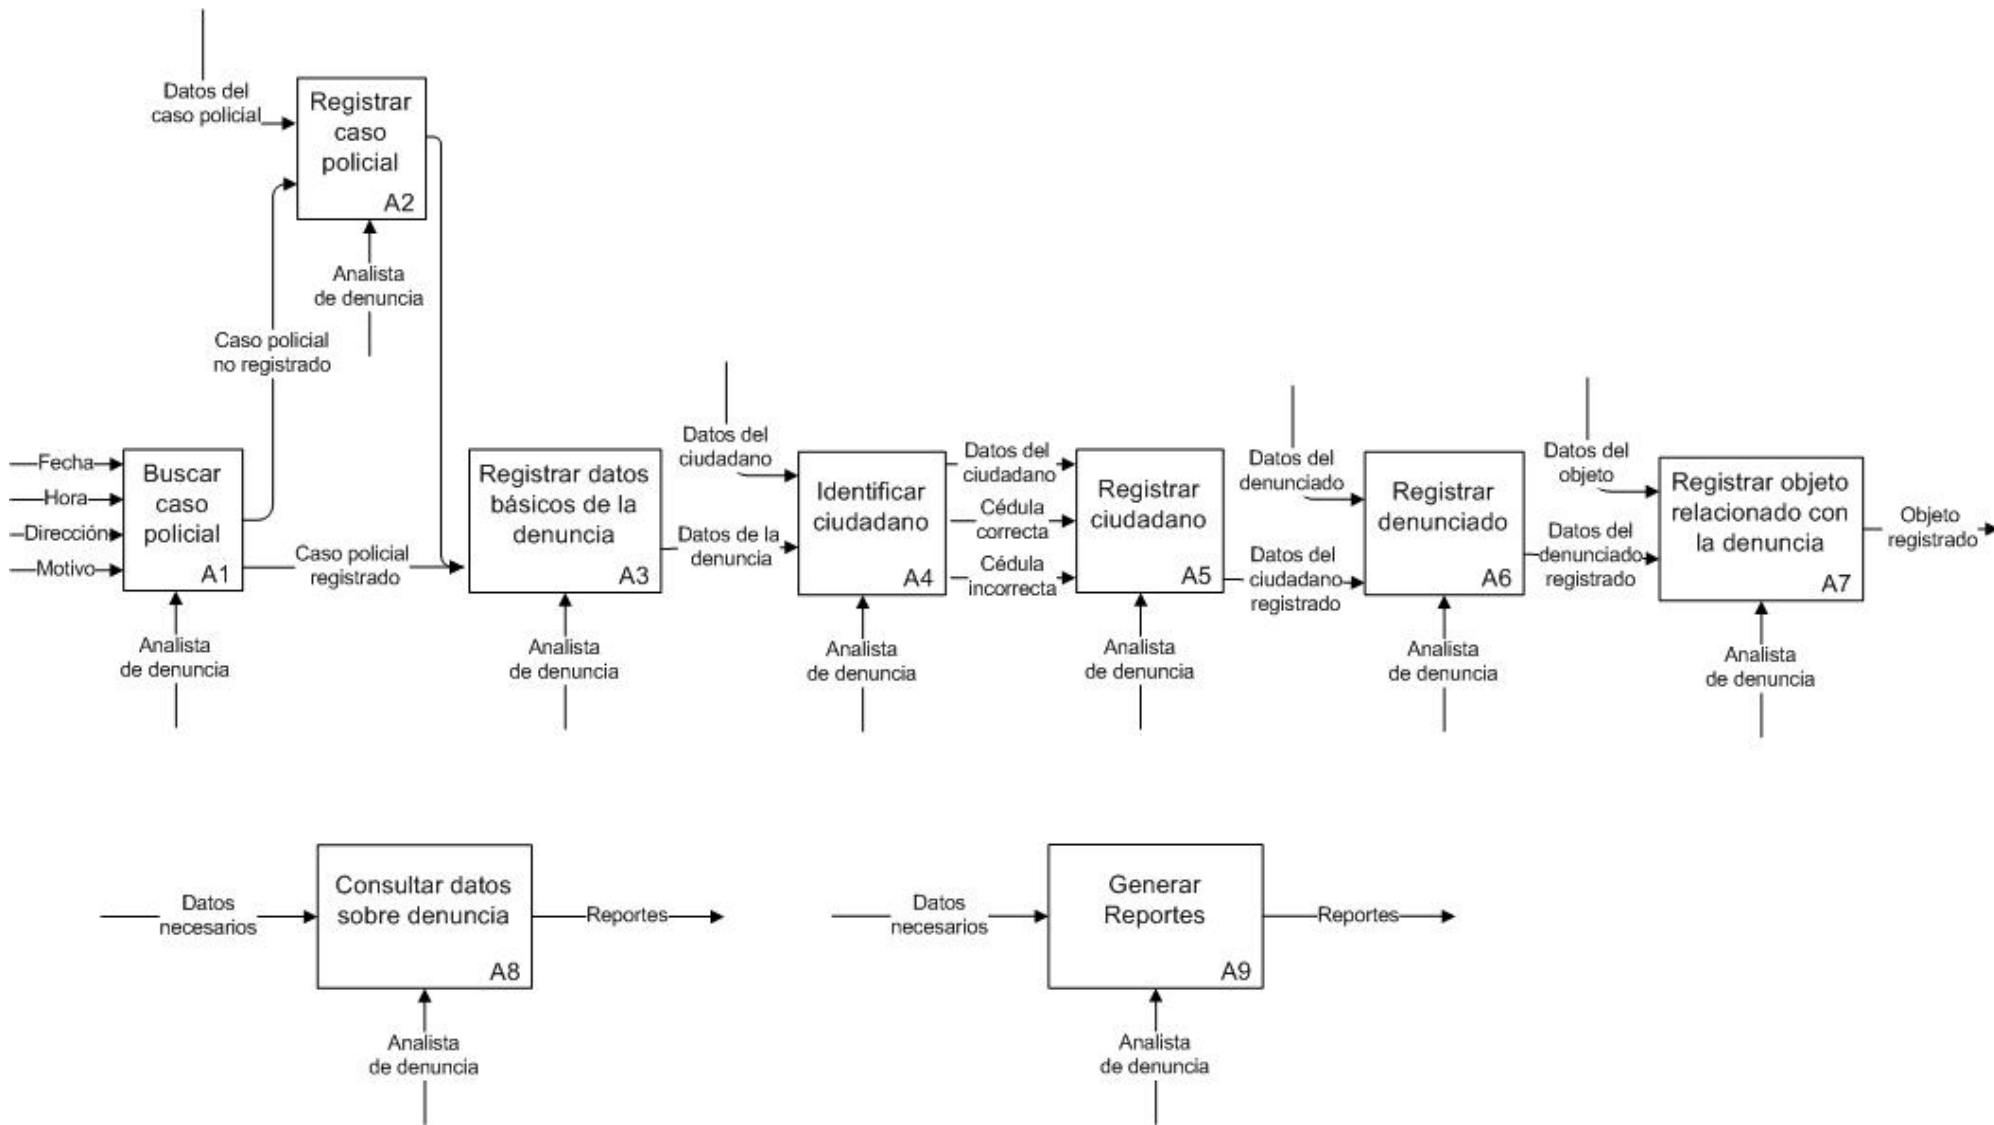 Datos del
caso policial
Registrar
caso
policial
A2
Analista
de denuncia
Caso policial
no registrado
Fecha
Hora
Dirección
Motivo
Buscar
caso
policial
A1
Analista
de denuncia
Caso policial
registrado
Registrar datos
básicos de la
denuncia
A3
Analista
de denuncia
Datos del
ciudadano
Datos de la
denuncia
Identificar
ciudadano
A4
Analista
de denuncia
Datos del
ciudadano
Cédula
correcta
Cédula
incorrecta
Registrar
ciudadano
A5
Analista
de denuncia
Datos del
denunciado
Datos del
ciudadano
registrado
Registrar
denunciado
A6
Analista
de denuncia
Datos del
objeto
Datos del
denunciado
registrado
Registrar objeto
relacionado con
la denuncia
A7
Analista
de denuncia
Objeto
registrado
Datos
necesarios
Consultar datos
sobre denuncia
A8
Reportes
Analista
de denuncia
Datos
necesarios
Generar
Reportes
A9
Reportes
Analista
de denuncia